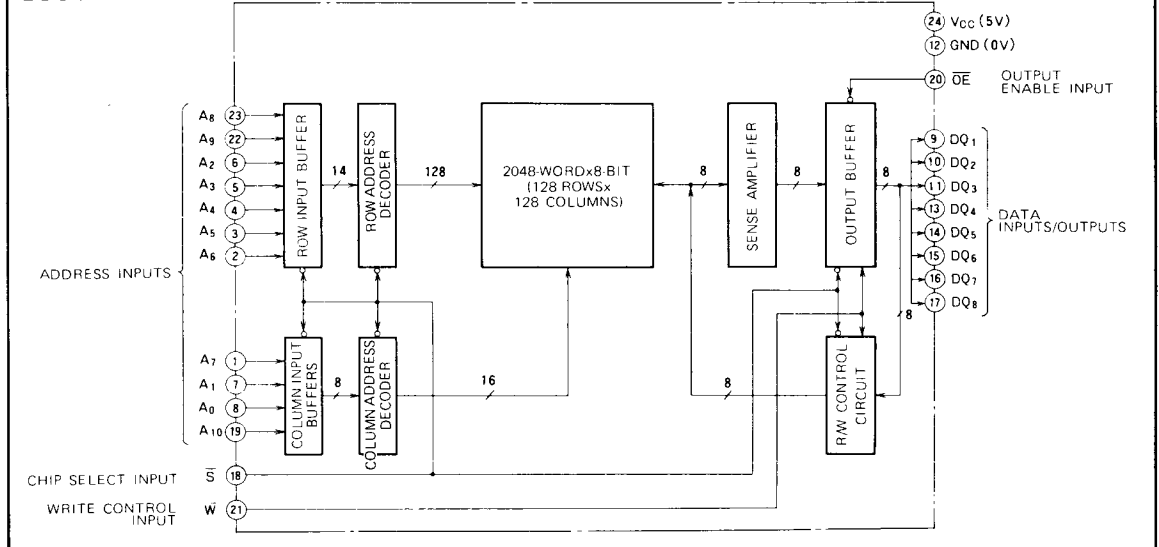 24 VCC (5V)
12 GND (0V)
20 OE OUTPUT
ENABLE INPUT
A8 23
A9 22
A2 6
A3 5
A4 4
A5 3
A6 2
ADDRESS INPUTS
A7 1
A1 7
A0 8
A10 19
CHIP SELECT INPUT S 18
WRITE CONTROL
INPUT W 21
ROW INPUT BUFFER
14
ROW ADDRESS
DECODER
128
2048-WORDx8-BIT
(128 ROWSx
128 COLUMNS)
8
SENSE AMPLIFIER
8
OUTPUT BUFFER
8
9 DQ1
10 DQ2
11 DQ3
13 DQ4
14 DQ5
15 DQ6
16 DQ7
17 DQ8
DATA
INPUTS/OUTPUTS
8
COLUMN INPUT
BUFFERS
8
COLUMN ADDRESS
DECODER
16
8
R/W CONTROL
CIRCUIT